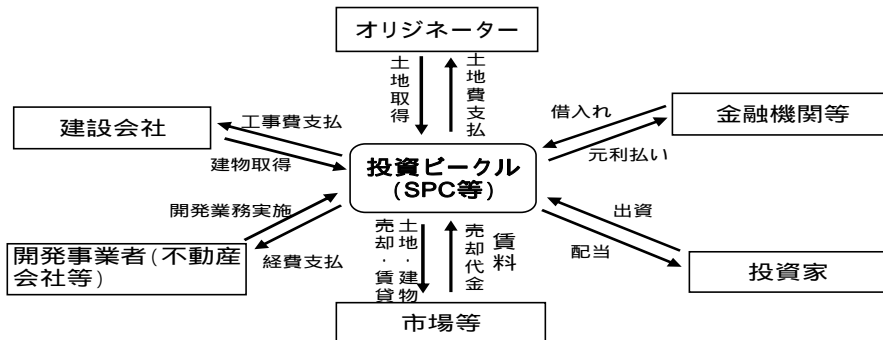 オリジネーター
土地取得
土地費支払
建設会社
工事費支払
建物取得
借入れ
金融機関等
元利払い
投資ビークル
(SPC等)
開発業務実施
開発事業者(不動産
会社等)
経費支払
土地・建物
売却・賃貸
賃料
売却代金
出資
配当
投資家
市場等